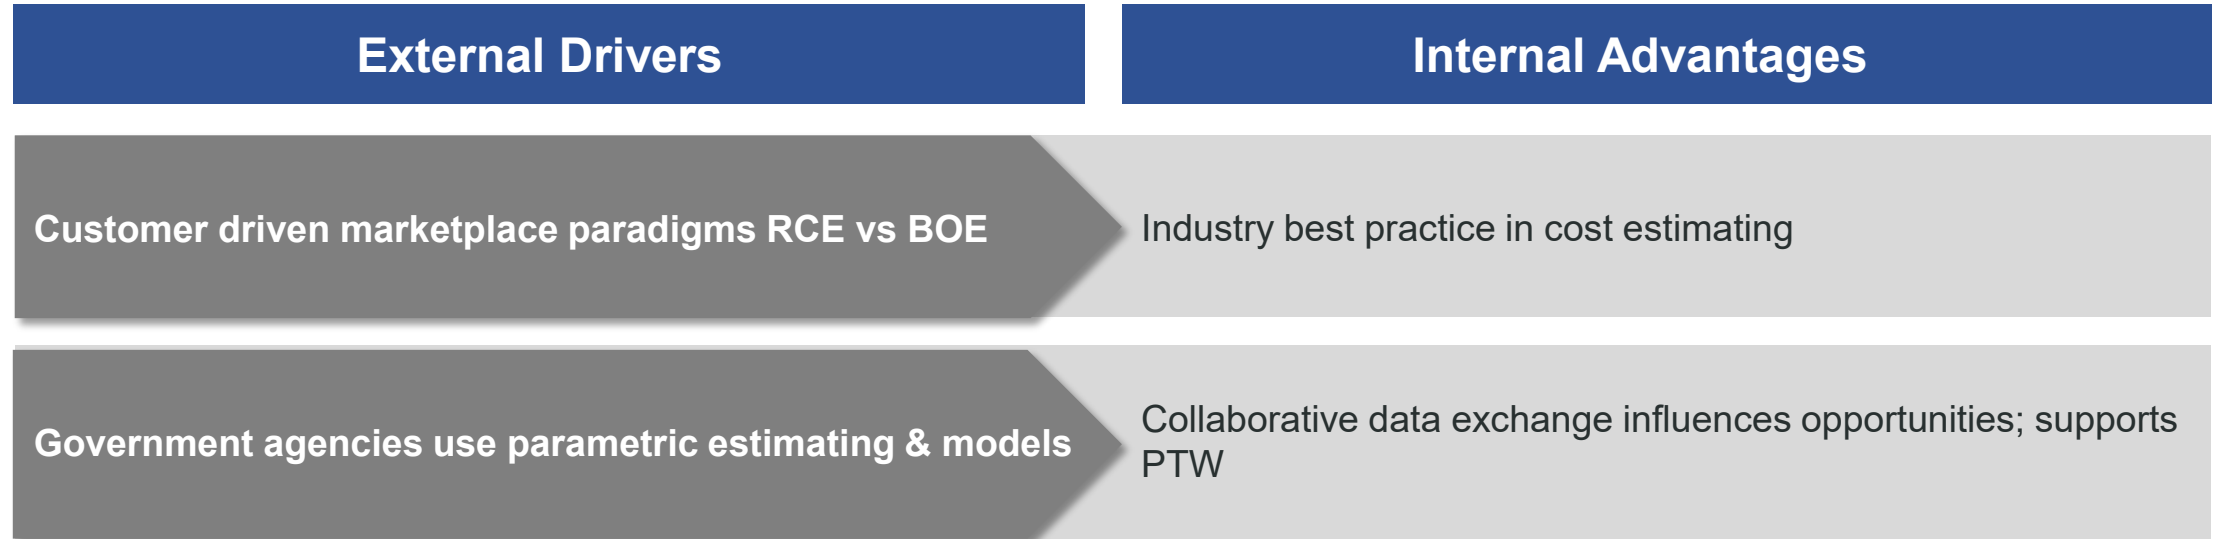 External Drivers
Internal Advantages
Customer driven marketplace paradigms RCE vs BOE
Industry best practice in cost estimating
Government agencies use parametric estimating & models
Collaborative data exchange influences opportunities; supports
PTW